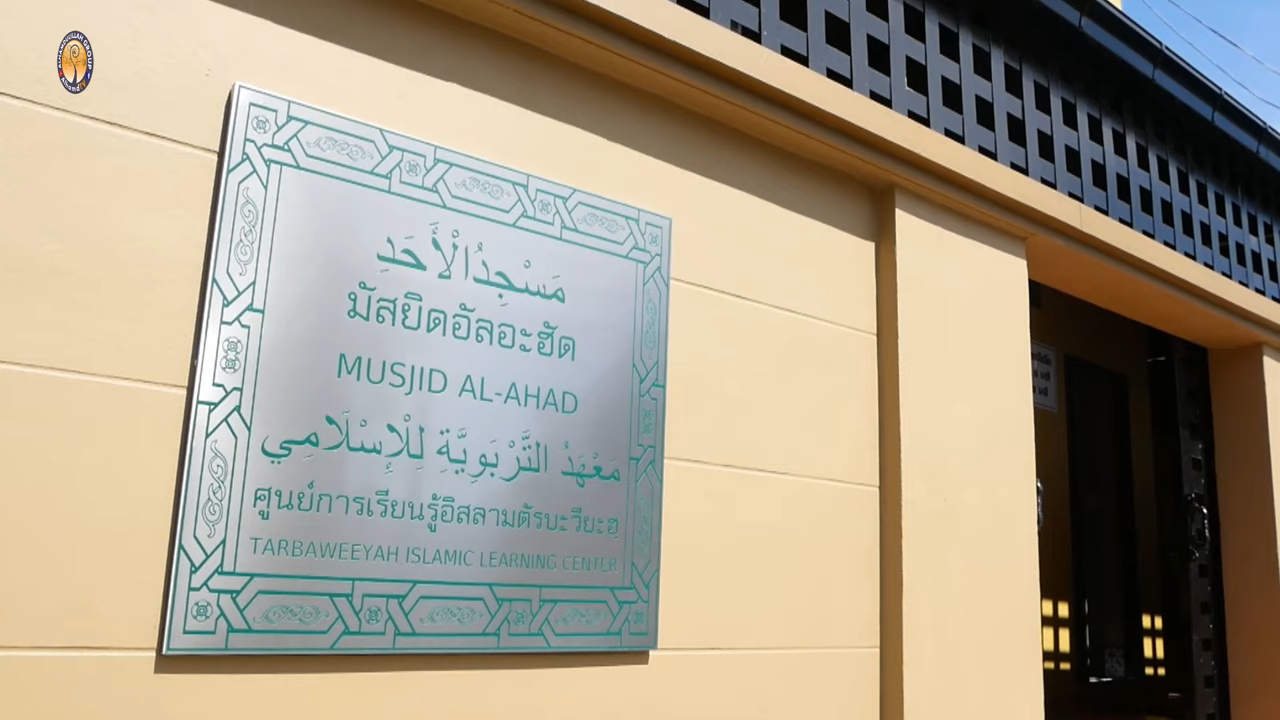 مَسْجِدُالْأَحَدِ
มัสยิดอัลอะฮัด
MUSJID AL-AHAD
مَعْهَدُ التَّرْبَوِيَّةِ لِلْإِسْلَامِي
ศูนย์การเรียนรู้อิสลามตัรบะวียะฮฺ
TARBAWEEYAH ISLAMIC LEARNING CENTER